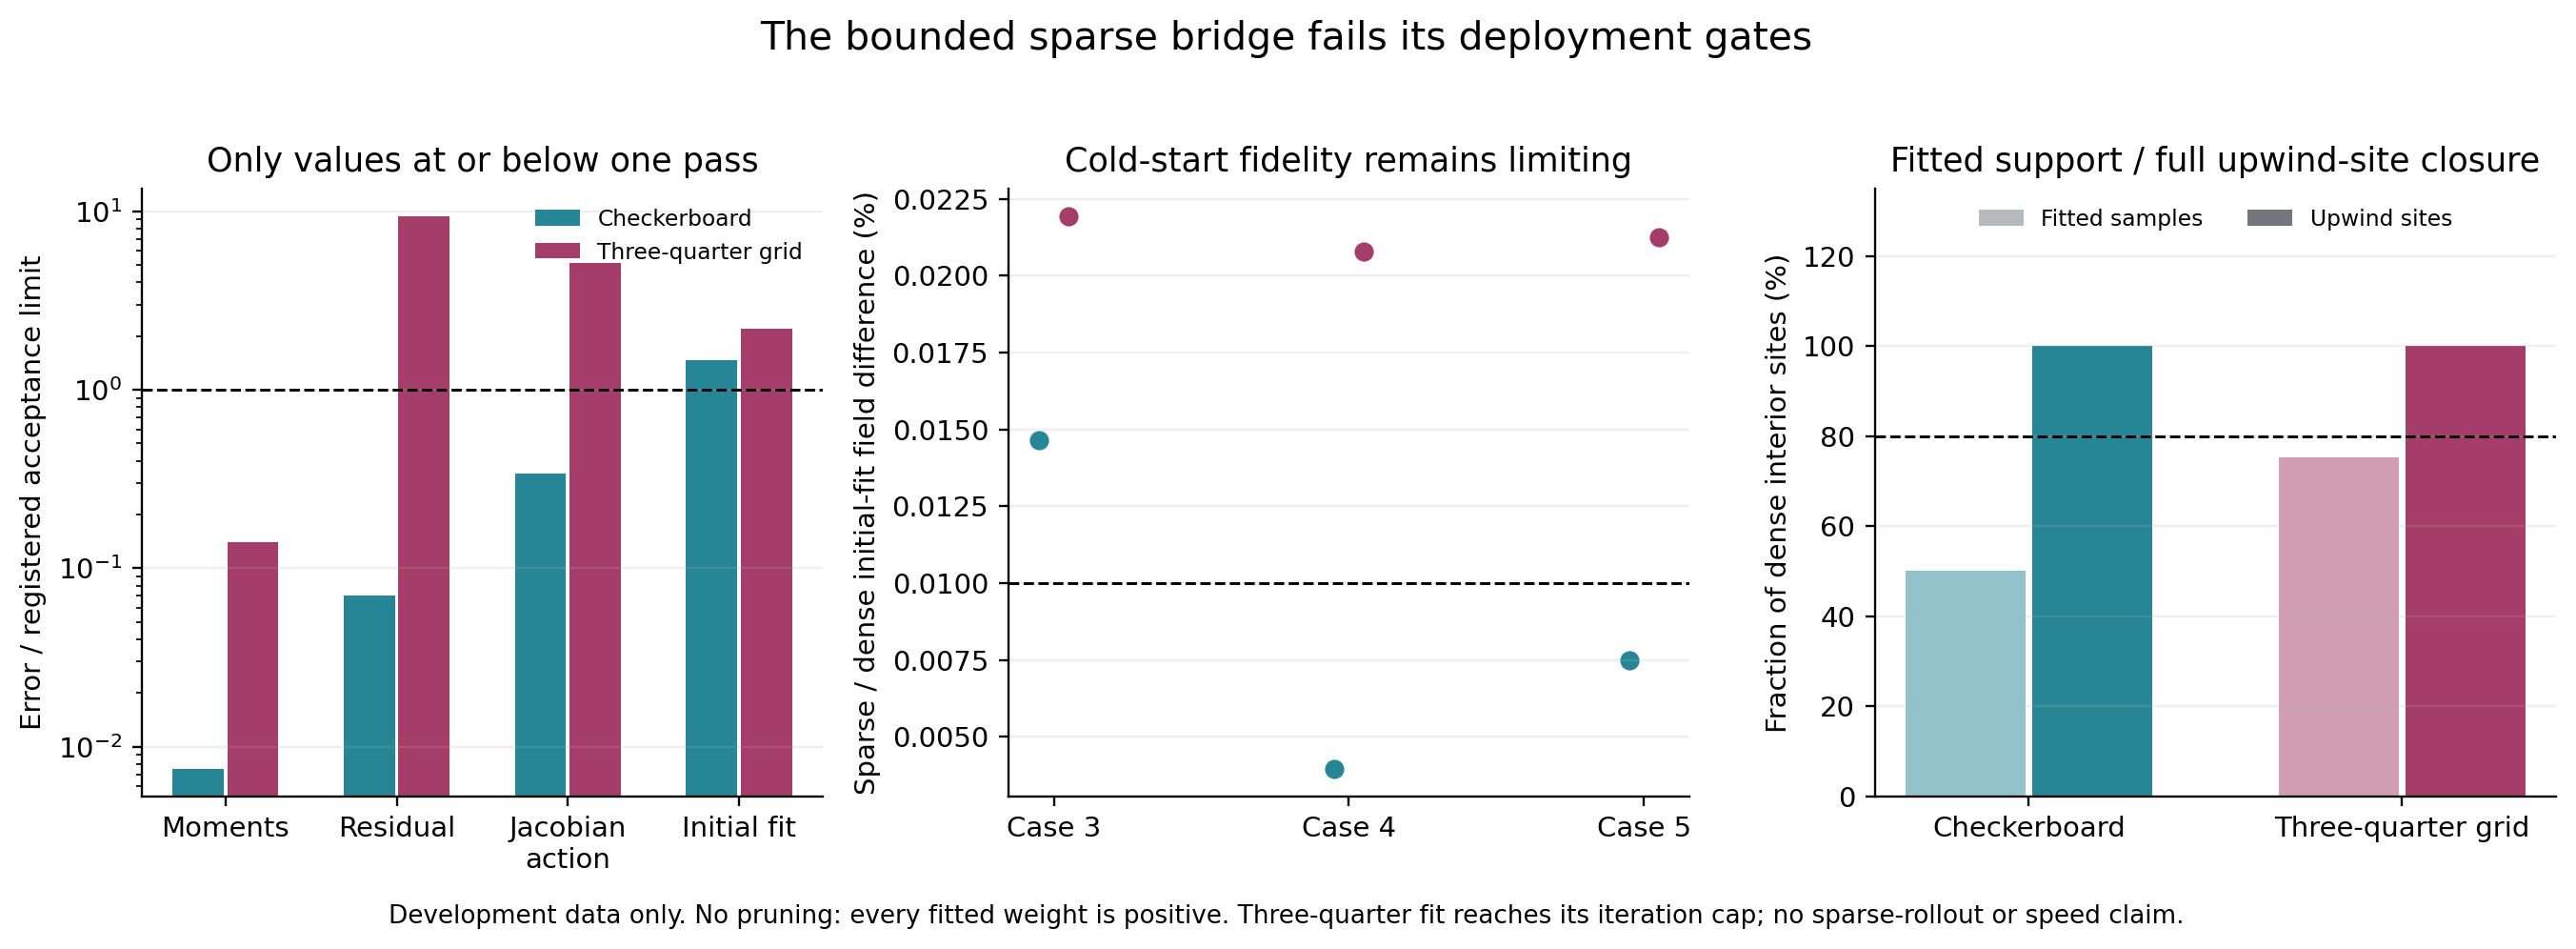 The bounded sparse bridge fails its deployment gates
Only values at or below one pass
Error / registered acceptance limit
10¹
10⁰
10⁻¹
10⁻²
Checkerboard
Three-quarter grid
Moments
Residual
Jacobian
action
Initial fit
Cold-start fidelity remains limiting
Sparse / dense initial-fit field difference (%)
0.0225
0.0200
0.0175
0.0150
0.0125
0.0100
0.0075
0.0050
Case 3
Case 4
Case 5
Fitted support / full upwind-site closure
Fraction of dense interior sites (%)
120
100
80
60
40
20
0
Fitted samples
Upwind sites
Checkerboard
Three-quarter grid
Development data only. No pruning: every fitted weight is positive. Three-quarter fit reaches its iteration cap; no sparse-rollout or speed claim.